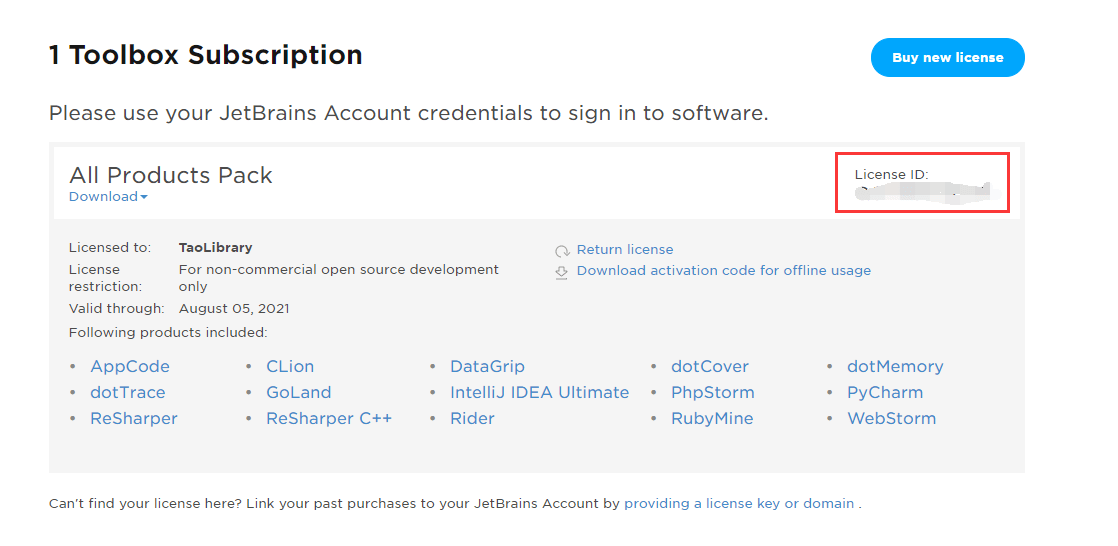 1 Toolbox Subscription
Buy new license
Please use your JetBrains Account credentials to sign in to software.
All Products Pack
Download
License ID:
Licensed to: TaoLibrary
License restriction: For non-commercial open source development only
Valid through: August 05, 2021
Return license
Download activation code for offline usage
Following products included:
• AppCode • CLion • DataGrip • dotCover • dotMemory
• dotTrace • GoLand • IntelliJ IDEA Ultimate • PhpStorm • PyCharm
• ReSharper • ReSharper C++ • Rider • RubyMine • WebStorm
Can't find your license here? Link your past purchases to your JetBrains Account by providing a license key or domain .